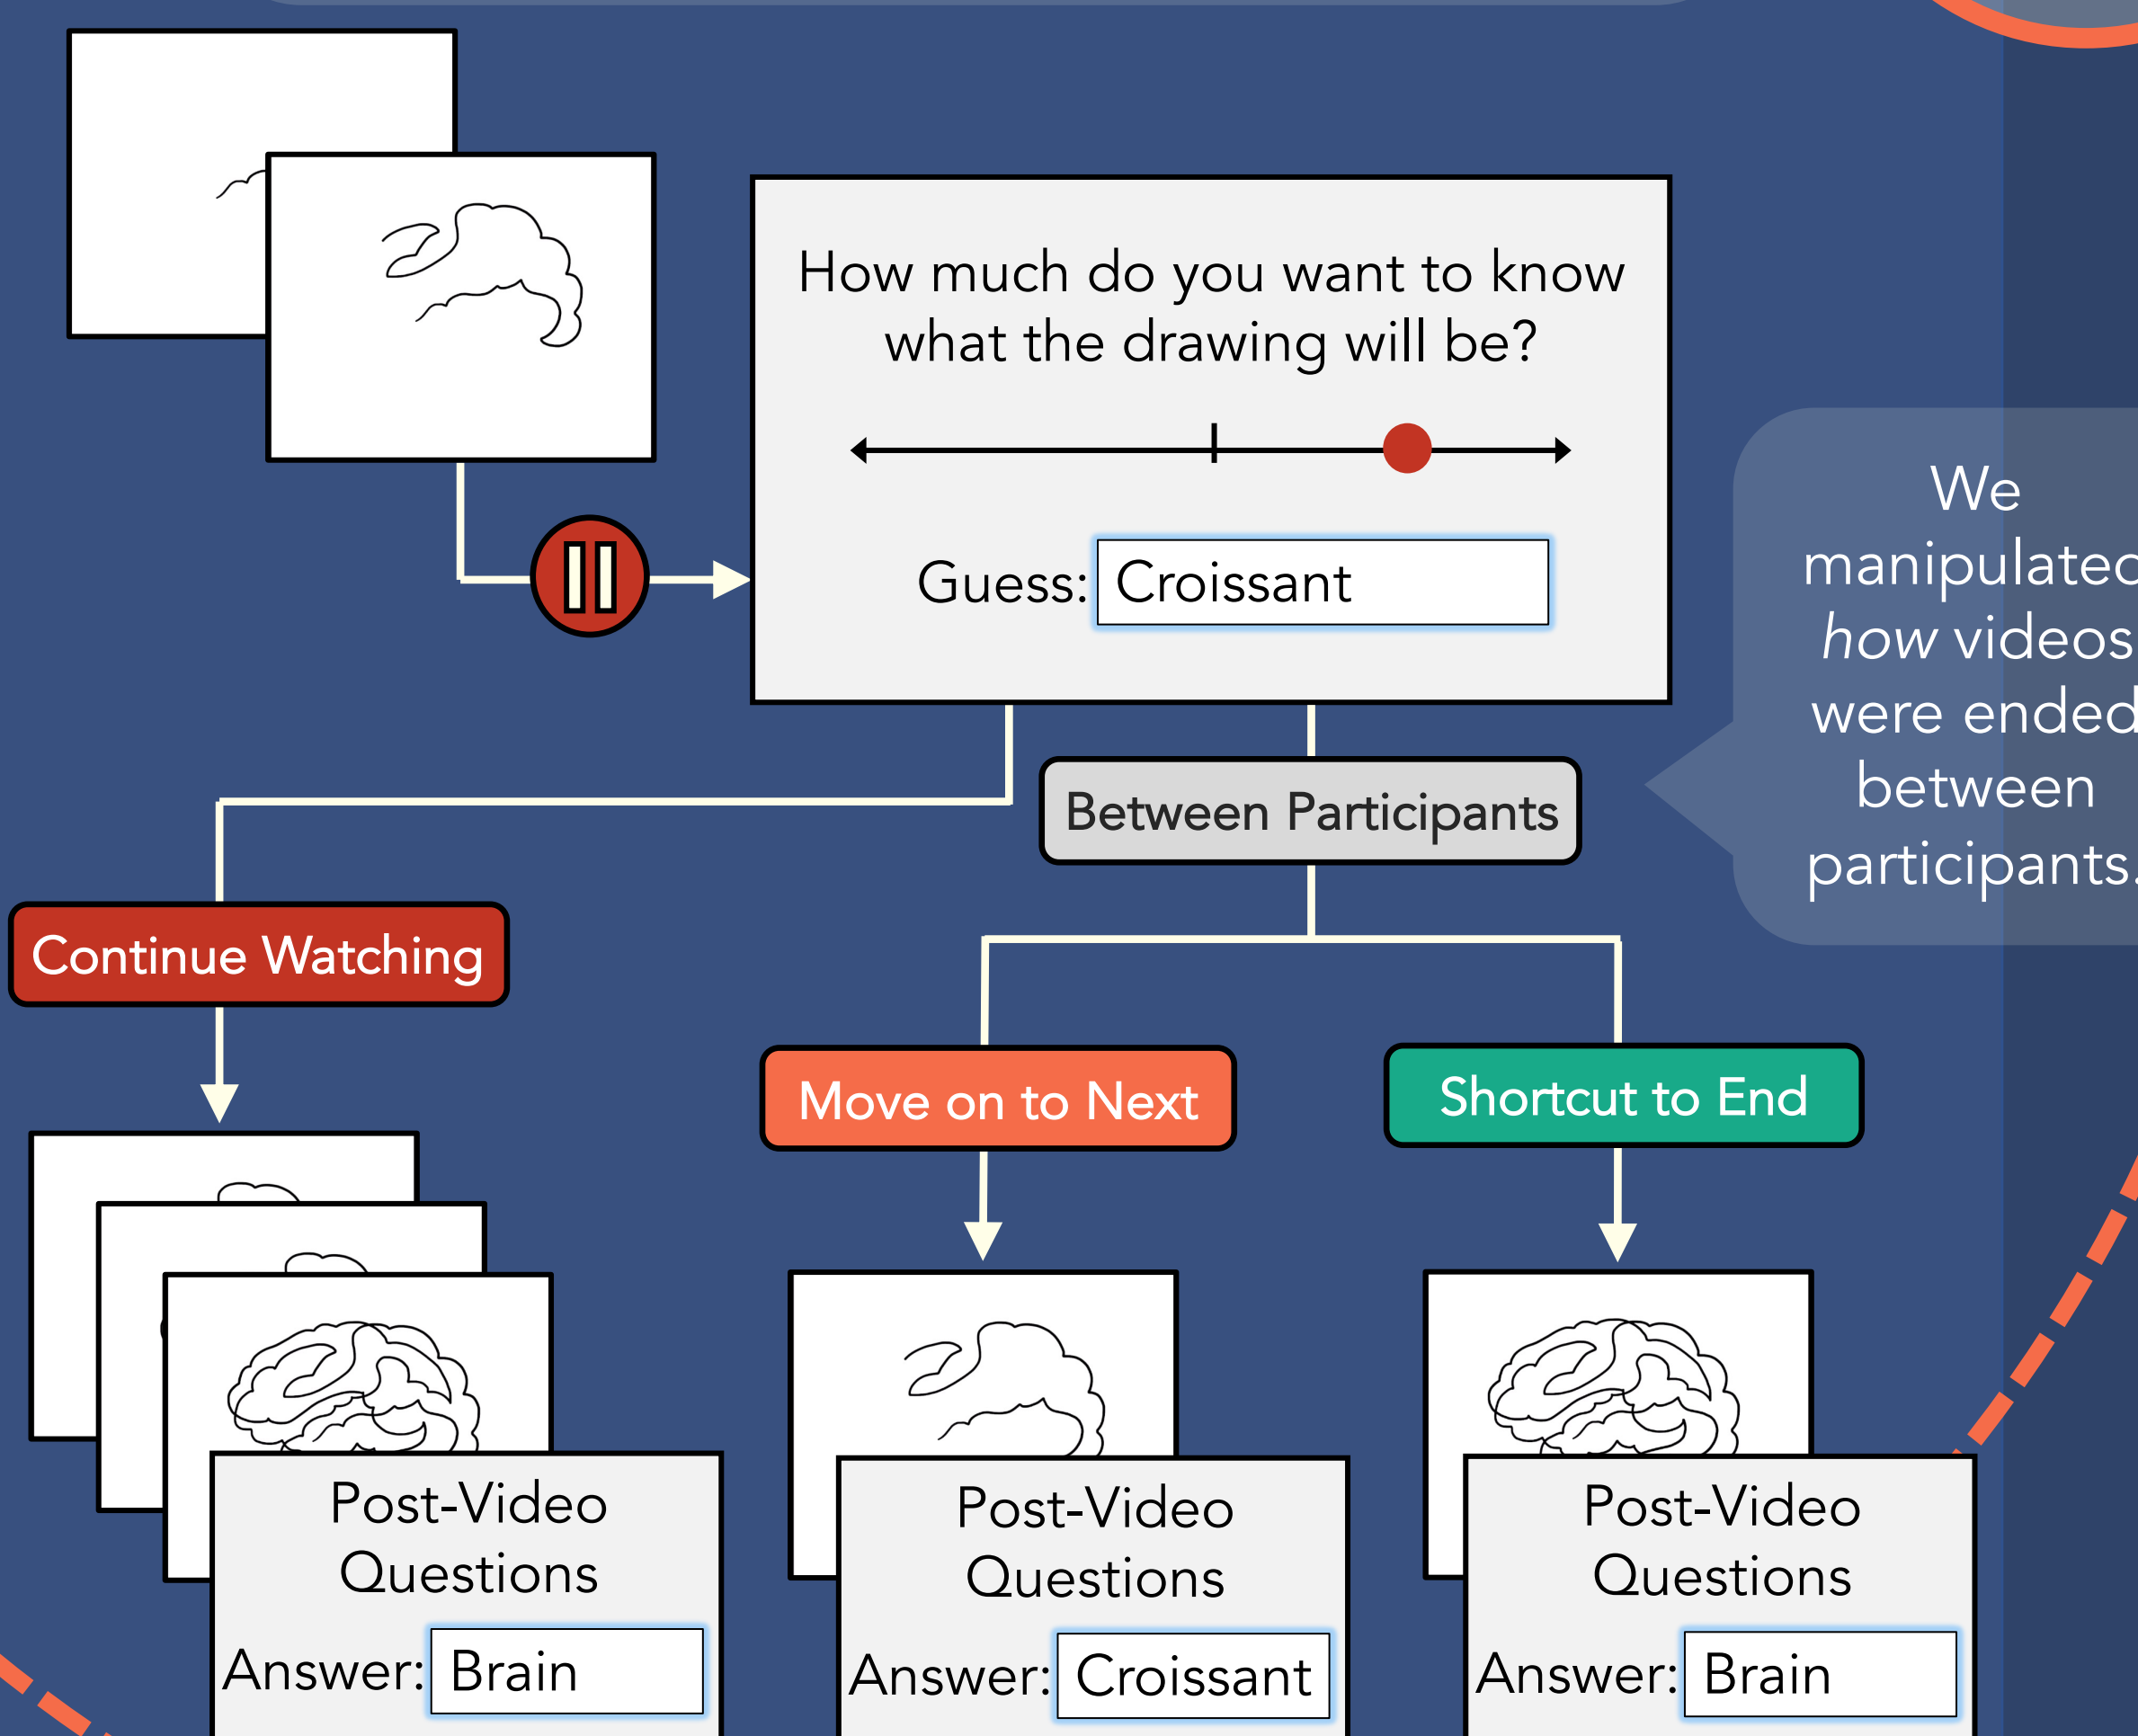 How much do you want to know
what the drawing will be?
Guess: Croissant
We
manipulated
how videos
were ended
between
participants.
Between Participants
Continue Watching
Move on to Next
Shortcut to End
Post-Video
Questions
Answer: Brain
Post-Video
Questions
Answer: Croissant
Post-Video
Questions
Answer: Brain